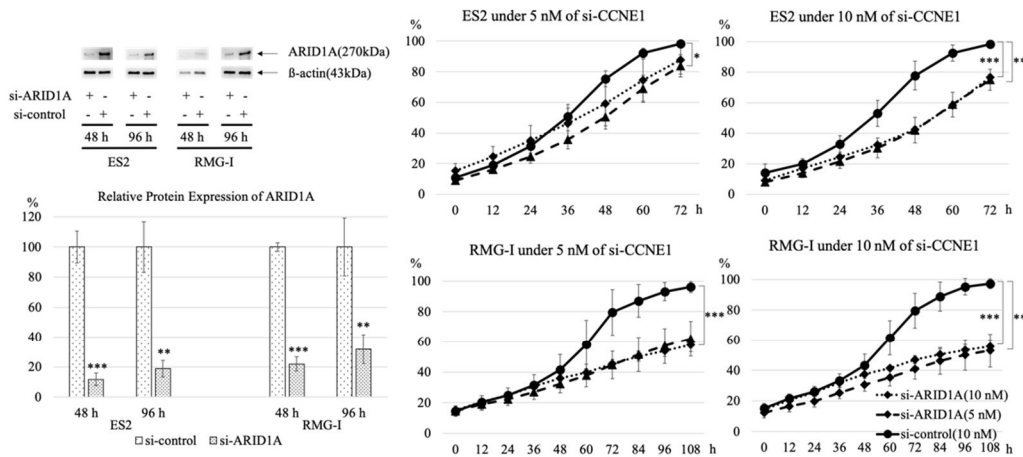 ARID1A(270kDa)
ß-actin(43kDa)
si-ARID1A + - + - + - + -
si-control - + - + - + - +
48 h 96 h 48 h 96 h
ES2 RMG-I
Relative Protein Expression of ARID1A
%
120
100
80
60
40
20
0
*** ** *** **
48 h 96 h 48 h 96 h
ES2 RMG-I
si-control si-ARID1A
ES2 under 5 nM of si-CCNE1
%
100
80
60
40
20
0
*
0 12 24 36 48 60 72 h
ES2 under 10 nM of si-CCNE1
%
100
80
60
40
20
0
*** **
0 12 24 36 48 60 72 h
RMG-I under 5 nM of si-CCNE1
%
100
80
60
40
20
0
***
0 12 24 36 48 60 72 84 96 108 h
RMG-I under 10 nM of si-CCNE1
%
100
80
60
40
20
0
*** **
si-ARID1A(10 nM)
si-ARID1A(5 nM)
si-control(10 nM)
0 12 24 36 48 60 72 84 96 108 h